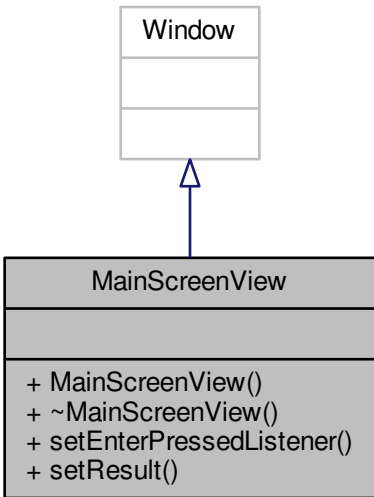 Window
MainScreenView
+ MainScreenView()
+ ~MainScreenView()
+ setEnterPressedListener()
+ setResult()